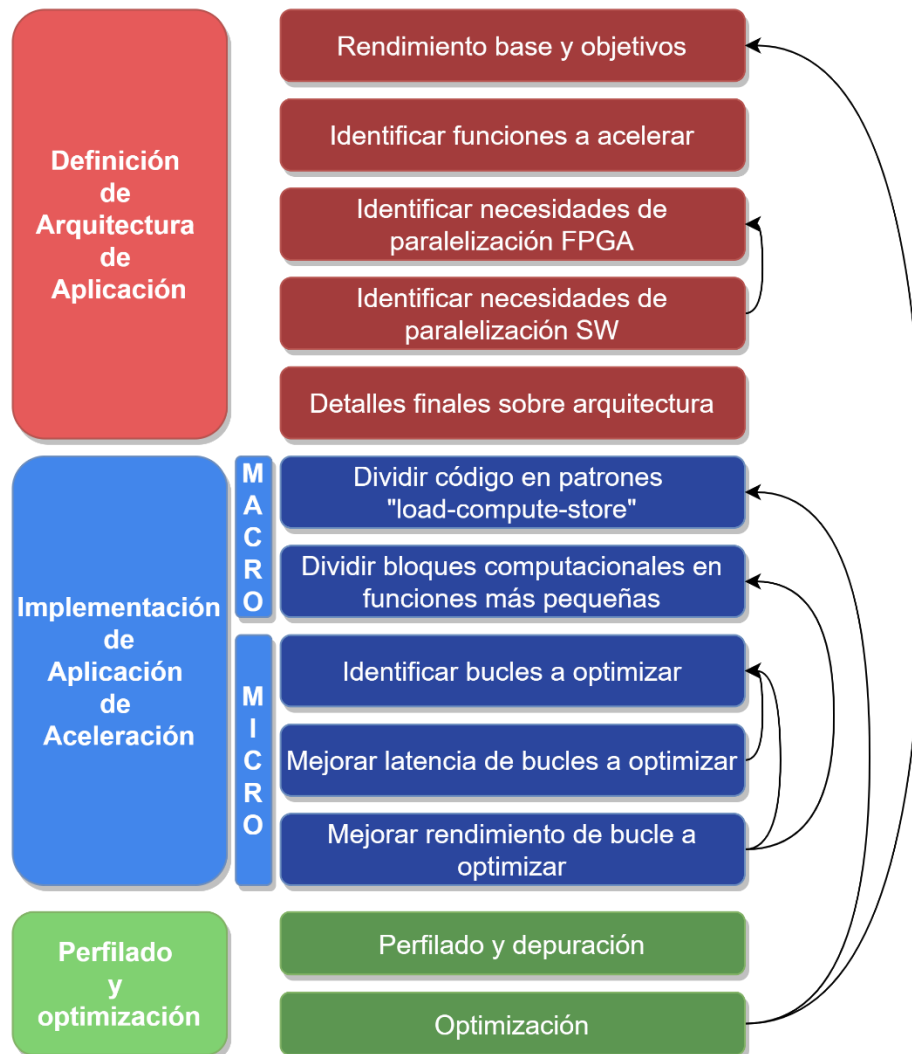 Definición
de
Arquitectura
de
Aplicación
Rendimiento base y objetivos
Identificar funciones a acelerar
Identificar necesidades de
paralelización FPGA
Identificar necesidades de
paralelización SW
Detalles finales sobre arquitectura
Implementación
de
Aplicación
de
Aceleración
M
A
C
R
O
Dividir código en patrones
"load-compute-store"
Dividir bloques computacionales en
funciones más pequeñas
M
I
C
R
O
Identificar bucles a optimizar
Mejorar latencia de bucles a optimizar
Mejorar rendimiento de bucle a
optimizar
Perfilado
y
optimización
Perfilado y depuración
Optimización